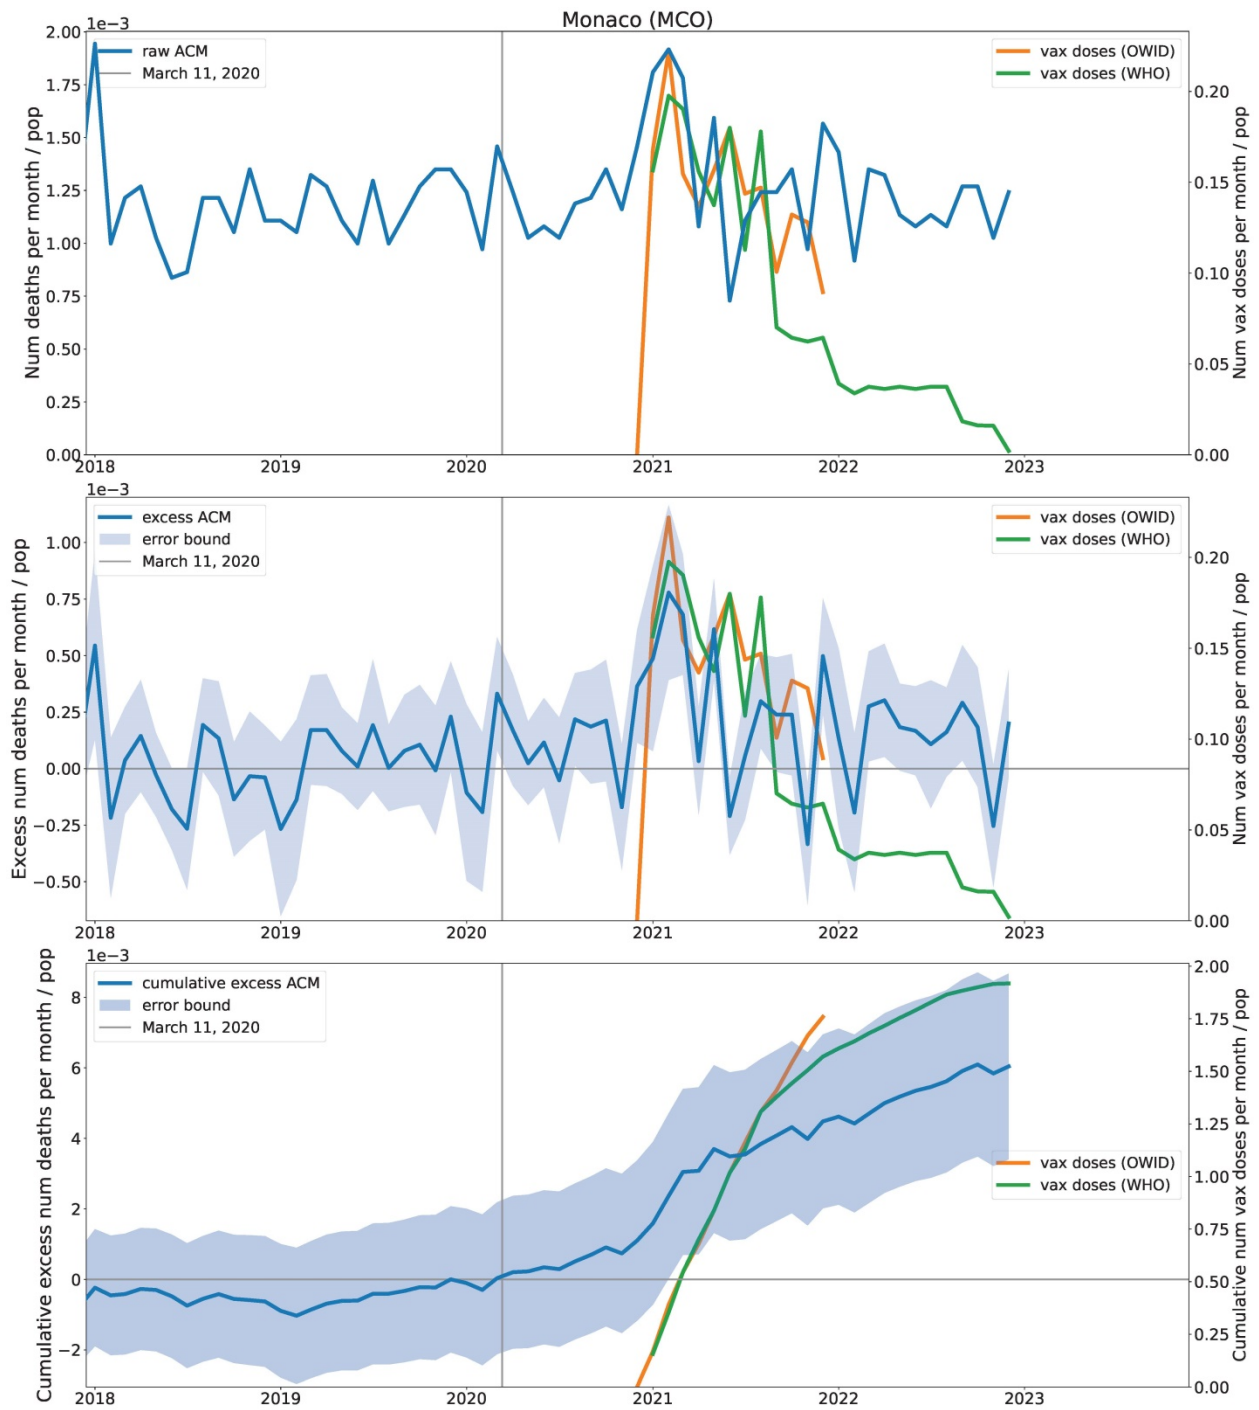 Monaco (MCO)
1e−3
2.00
1.75
1.50
1.25
1.00
0.75
0.50
0.25
0.00
Num deaths per month / pop
raw ACM
March 11, 2020
vax doses (OWID)
vax doses (WHO)
0.20
0.15
0.10
0.05
0.00
Num vax doses per month / pop
2018 2019 2020 2021 2022 2023
1e−3
1.00
0.75
0.50
0.25
0.00
−0.25
−0.50
Excess num deaths per month / pop
excess ACM
error bound
March 11, 2020
vax doses (OWID)
vax doses (WHO)
0.20
0.15
0.10
0.05
0.00
Num vax doses per month / pop
2018 2019 2020 2021 2022 2023
1e−3
8
6
4
2
0
−2
Cumulative excess num deaths per month / pop
cumulative excess ACM
error bound
March 11, 2020
vax doses (OWID)
vax doses (WHO)
2.00
1.75
1.50
1.25
1.00
0.75
0.50
0.25
0.00
Cumulative num vax doses per month / pop
2018 2019 2020 2021 2022 2023